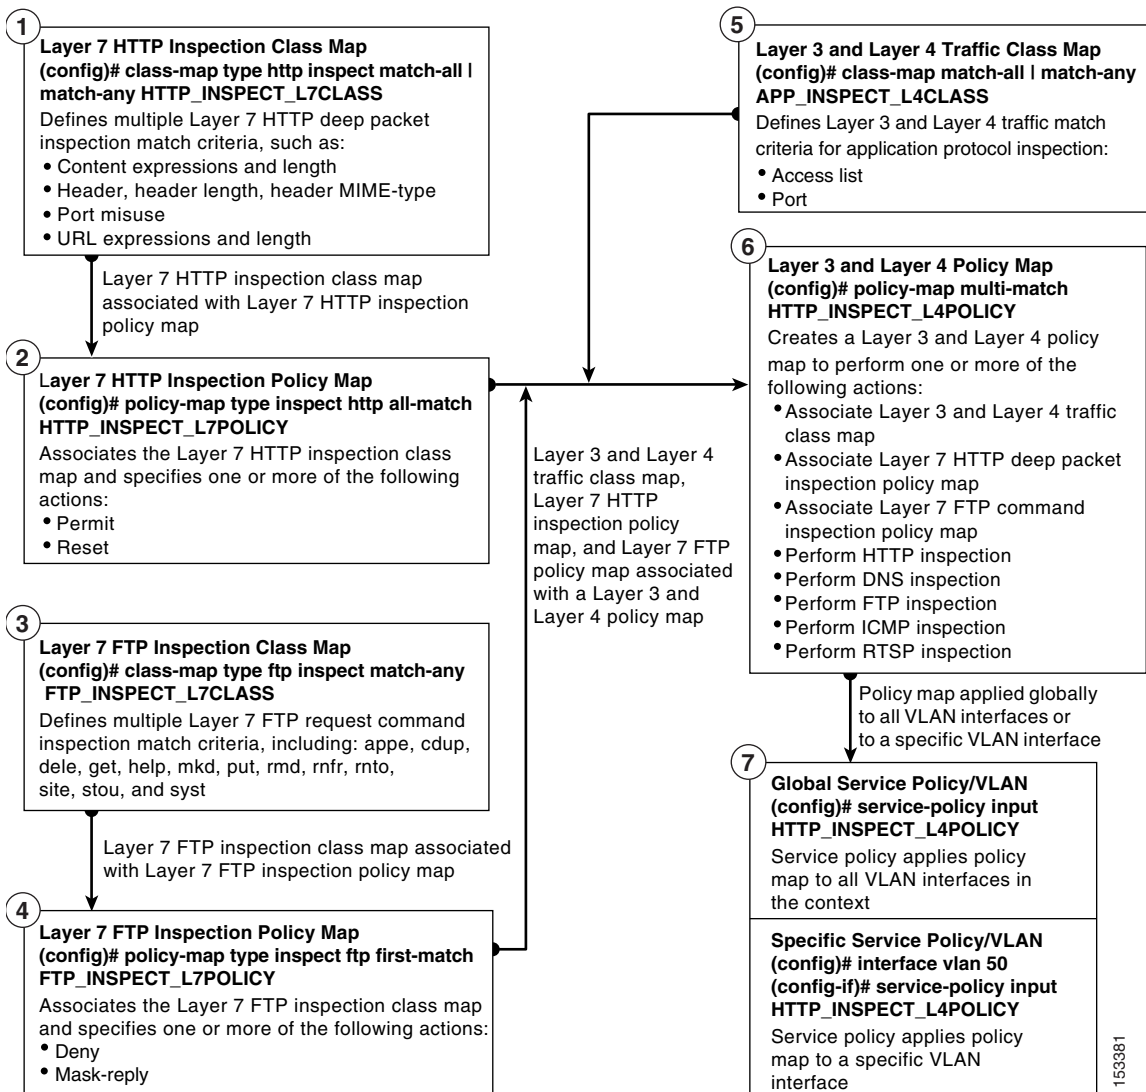 1
Layer 7 HTTP Inspection Class Map
(config)# class-map type http inspect match-all |
match-any HTTP_INSPECT_L7CLASS
Defines multiple Layer 7 HTTP deep packet
inspection match criteria, such as:
• Content expressions and length
• Header, header length, header MIME-type
• Port misuse
• URL expressions and length
Layer 7 HTTP inspection class map
associated with Layer 7 HTTP inspection
policy map
2
Layer 7 HTTP Inspection Policy Map
(config)# policy-map type inspect http all-match
HTTP_INSPECT_L7POLICY
Associates the Layer 7 HTTP inspection class
map and specifies one or more of the following
actions:
• Permit
• Reset
3
Layer 7 FTP Inspection Class Map
(config)# class-map type ftp inspect match-any
FTP_INSPECT_L7CLASS
Defines multiple Layer 7 FTP request command
inspection match criteria, including: appe, cdup,
dele, get, help, mkd, put, rmd, rnfr, rnto,
site, stou, and syst
Layer 7 FTP inspection class map associated
with Layer 7 FTP inspection policy map
4
Layer 7 FTP Inspection Policy Map
(config)# policy-map type inspect ftp first-match
FTP_INSPECT_L7POLICY
Associates the Layer 7 FTP inspection class map
and specifies one or more of the following actions:
• Deny
• Mask-reply
Layer 3 and Layer 4
traffic class map,
Layer 7 HTTP
inspection policy
map, and Layer 7 FTP
policy map associated
with a Layer 3 and
Layer 4 policy map
5
Layer 3 and Layer 4 Traffic Class Map
(config)# class-map match-all | match-any
APP_INSPECT_L4CLASS
Defines Layer 3 and Layer 4 traffic match
criteria for application protocol inspection:
• Access list
• Port
6
Layer 3 and Layer 4 Policy Map
(config)# policy-map multi-match
HTTP_INSPECT_L4POLICY
Creates a Layer 3 and Layer 4 policy
map to perform one or more of the
following actions:
• Associate Layer 3 and Layer 4 traffic
class map
• Associate Layer 7 HTTP deep packet
inspection policy map
• Associate Layer 7 FTP command
inspection policy map
• Perform HTTP inspection
• Perform DNS inspection
• Perform FTP inspection
• Perform ICMP inspection
• Perform RTSP inspection
Policy map applied globally
to all VLAN interfaces or
to a specific VLAN interface
7
Global Service Policy/VLAN
(config)# service-policy input
HTTP_INSPECT_L4POLICY
Service policy applies policy
map to all VLAN interfaces in
the context
Specific Service Policy/VLAN
(config)# interface vlan 50
(config-if)# service-policy input
HTTP_INSPECT_L4POLICY
Service policy applies policy
map to a specific VLAN
interface
153381